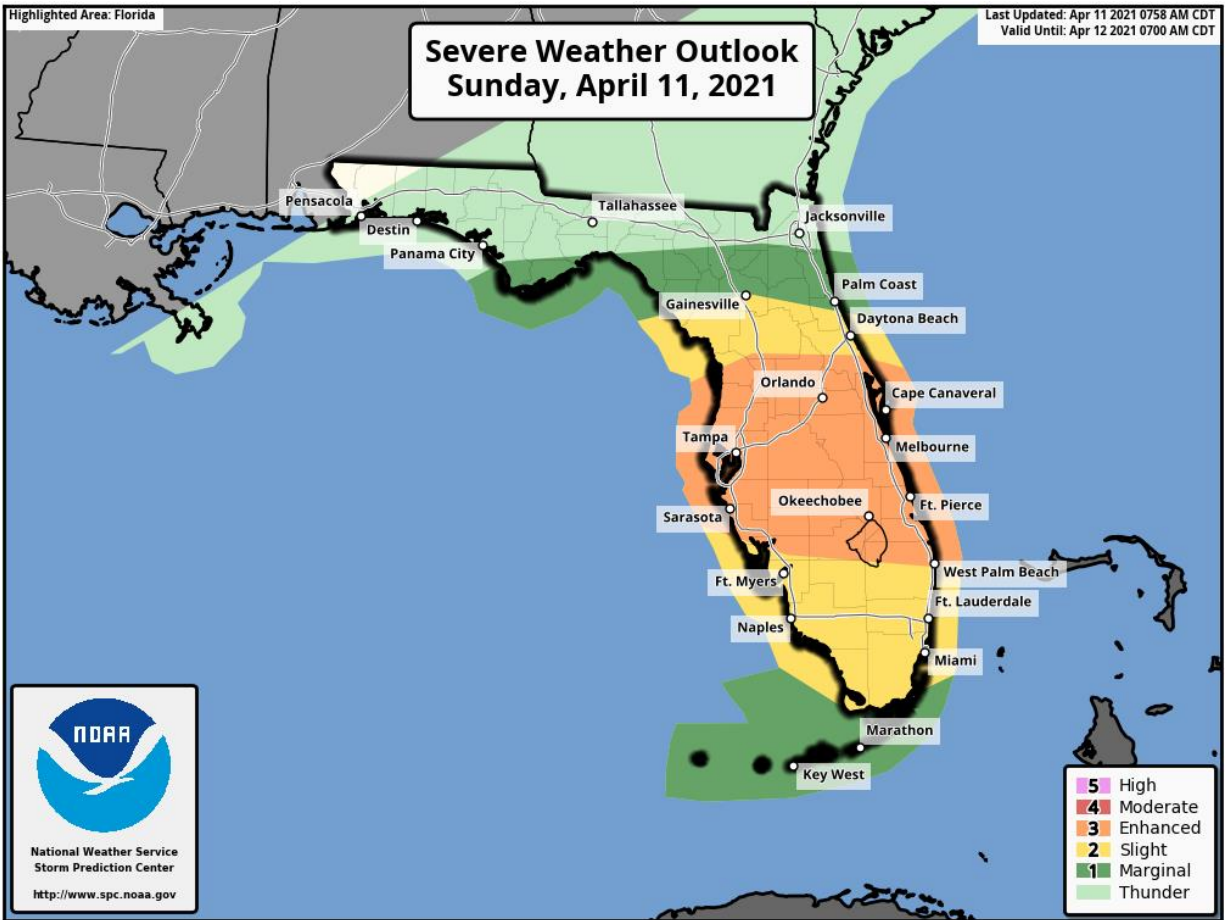 Highlighted Area: Florida
Last Updated: Apr 11 2021 0758 AM CDT
Valid Until: Apr 12 2021 0700 AM CDT
Severe Weather Outlook
Sunday, April 11, 2021
Pensacola
Tallahassee
Jacksonville
Destin
Panama City
Palm Coast
Gainesville
Daytona Beach
Orlando
Cape Canaveral
Tampa
Melbourne
Okeechobee
Ft. Pierce
Sarasota
West Palm Beach
Ft. Myers
Ft. Lauderdale
Naples
Miami
Marathon
Key West
NOAA
National Weather Service
Storm Prediction Center
http://www.spc.noaa.gov
5 High
4 Moderate
3 Enhanced
2 Slight
1 Marginal
Thunder